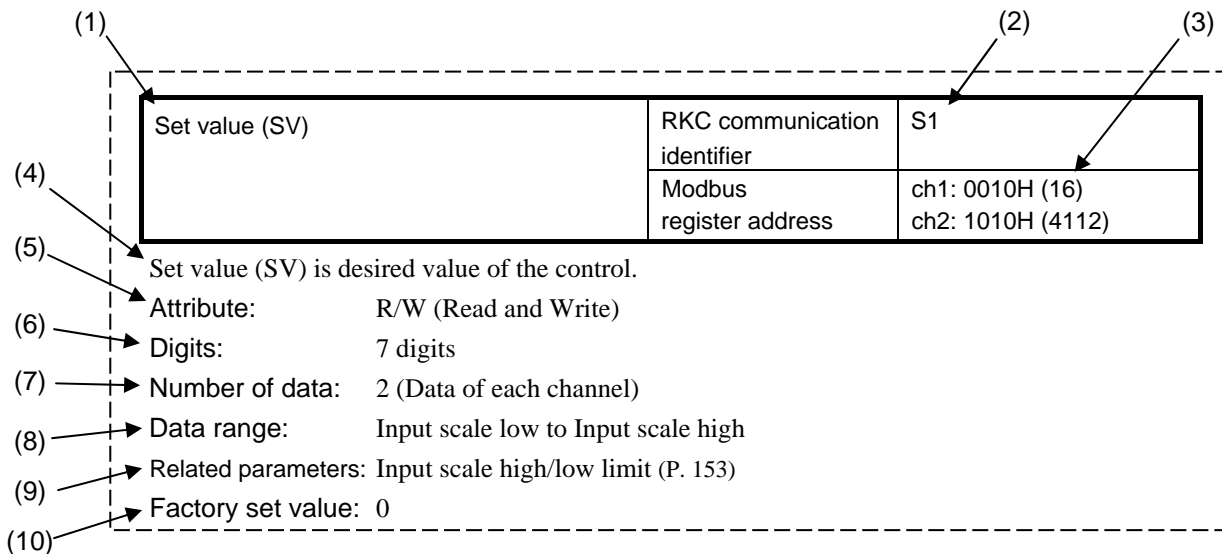 (1)
(2)
(3)
Set value (SV)
RKC communication
identifier
S1
Modbus
register address
ch1: 0010H (16)
ch2: 1010H (4112)
(4)
Set value (SV) is desired value of the control.
(5)
Attribute: R/W (Read and Write)
(6)
Digits: 7 digits
(7)
Number of data: 2 (Data of each channel)
(8)
Data range: Input scale low to Input scale high
(9)
Related parameters: Input scale high/low limit (P. 153)
(10)
Factory set value: 0